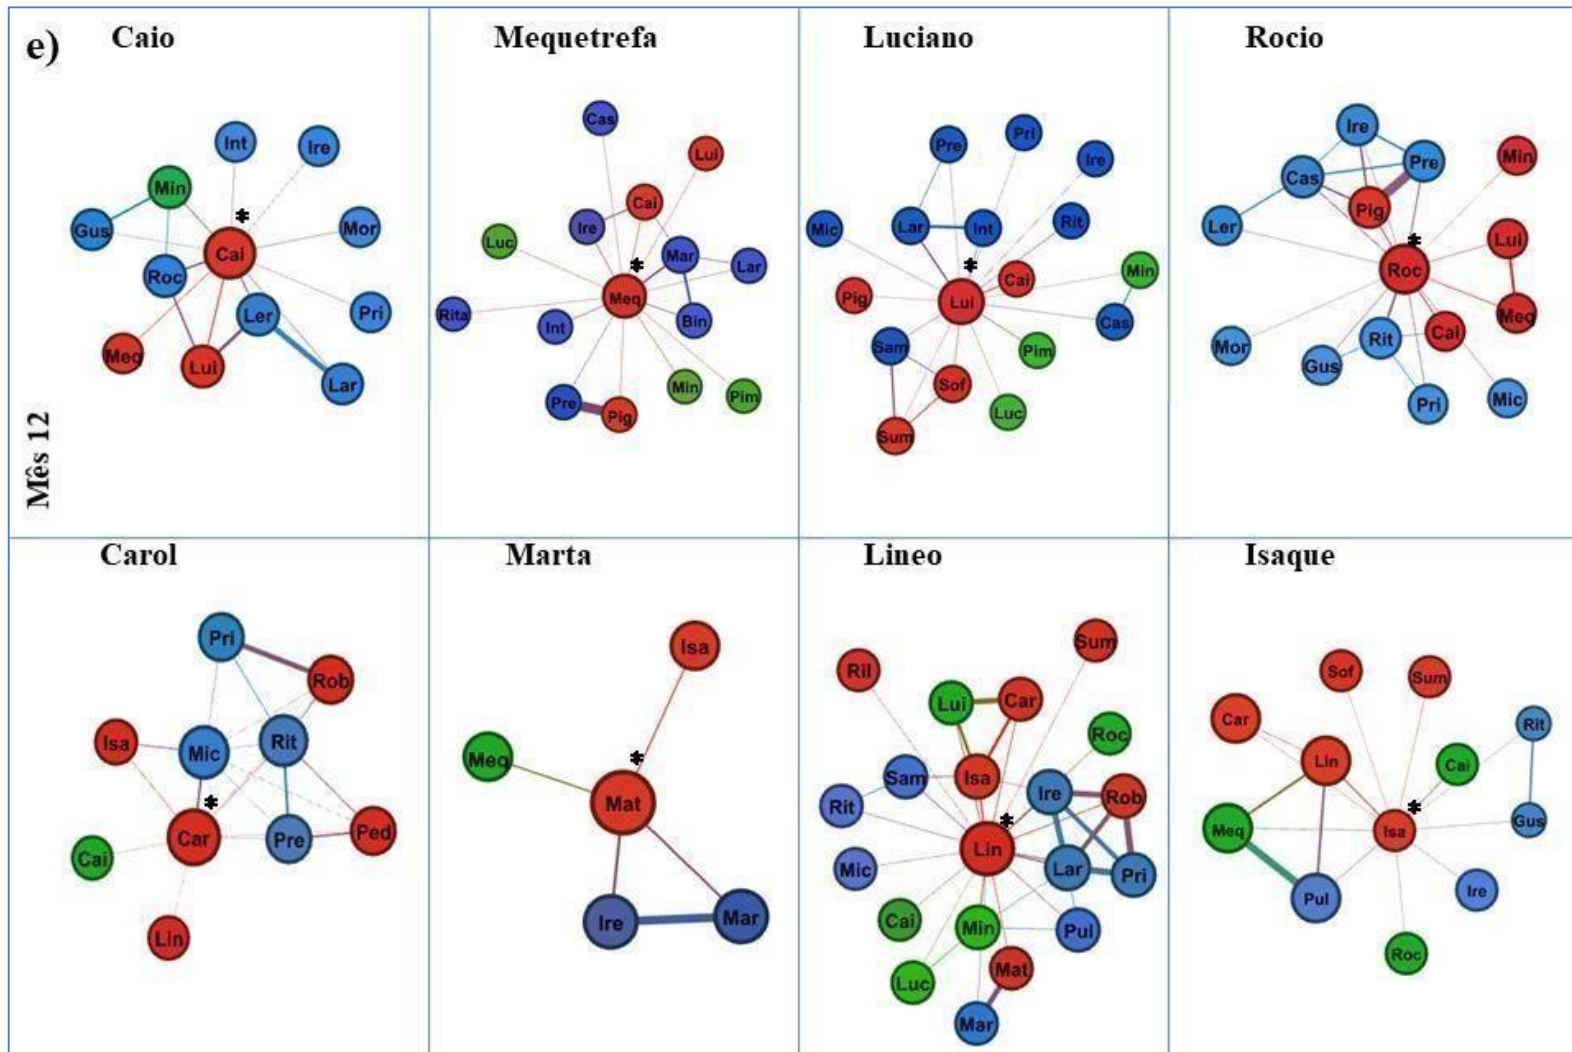 e)
Caio
Mequetrefa
Luciano
Rocio
Mês 12
Int
Ire
Min
Gus
Mor
*
Cai
Roc
Ler
Pri
Meq
Lui
Lar
Cas
Lui
Cai
Ire
Luc
Mar
Lar
*
Meq
Rita
Int
Bin
Pre
Pig
Min
Pim
Pre
Pri
Ire
Mic
Lar
Int
Rit
*
Cai
Min
Pig
Lui
Cas
Sam
Pim
Sof
Luc
Sum
Ire
Pre
Min
Cas
Pig
Ler
Lui
*
Roc
Meq
Mor
Rit
Cai
Gus
Pri
Mic
Carol
Marta
Lineo
Isaque
Pri
Rob
Isa
Mic
Rit
*
Car
Pre
Ped
Cai
Lin
Isa
Meq
*
Mat
Ire
Mar
Sum
Ril
Lui
Car
Roc
Sam
Isa
Ire
Rob
Rit
*
Lin
Mic
Lar
Pri
Cai
Min
Pul
Luc
Mat
Mar
Sof
Sum
Car
Rit
Lin
Cai
*
Meq
Isa
Gus
Pul
Ire
Roc